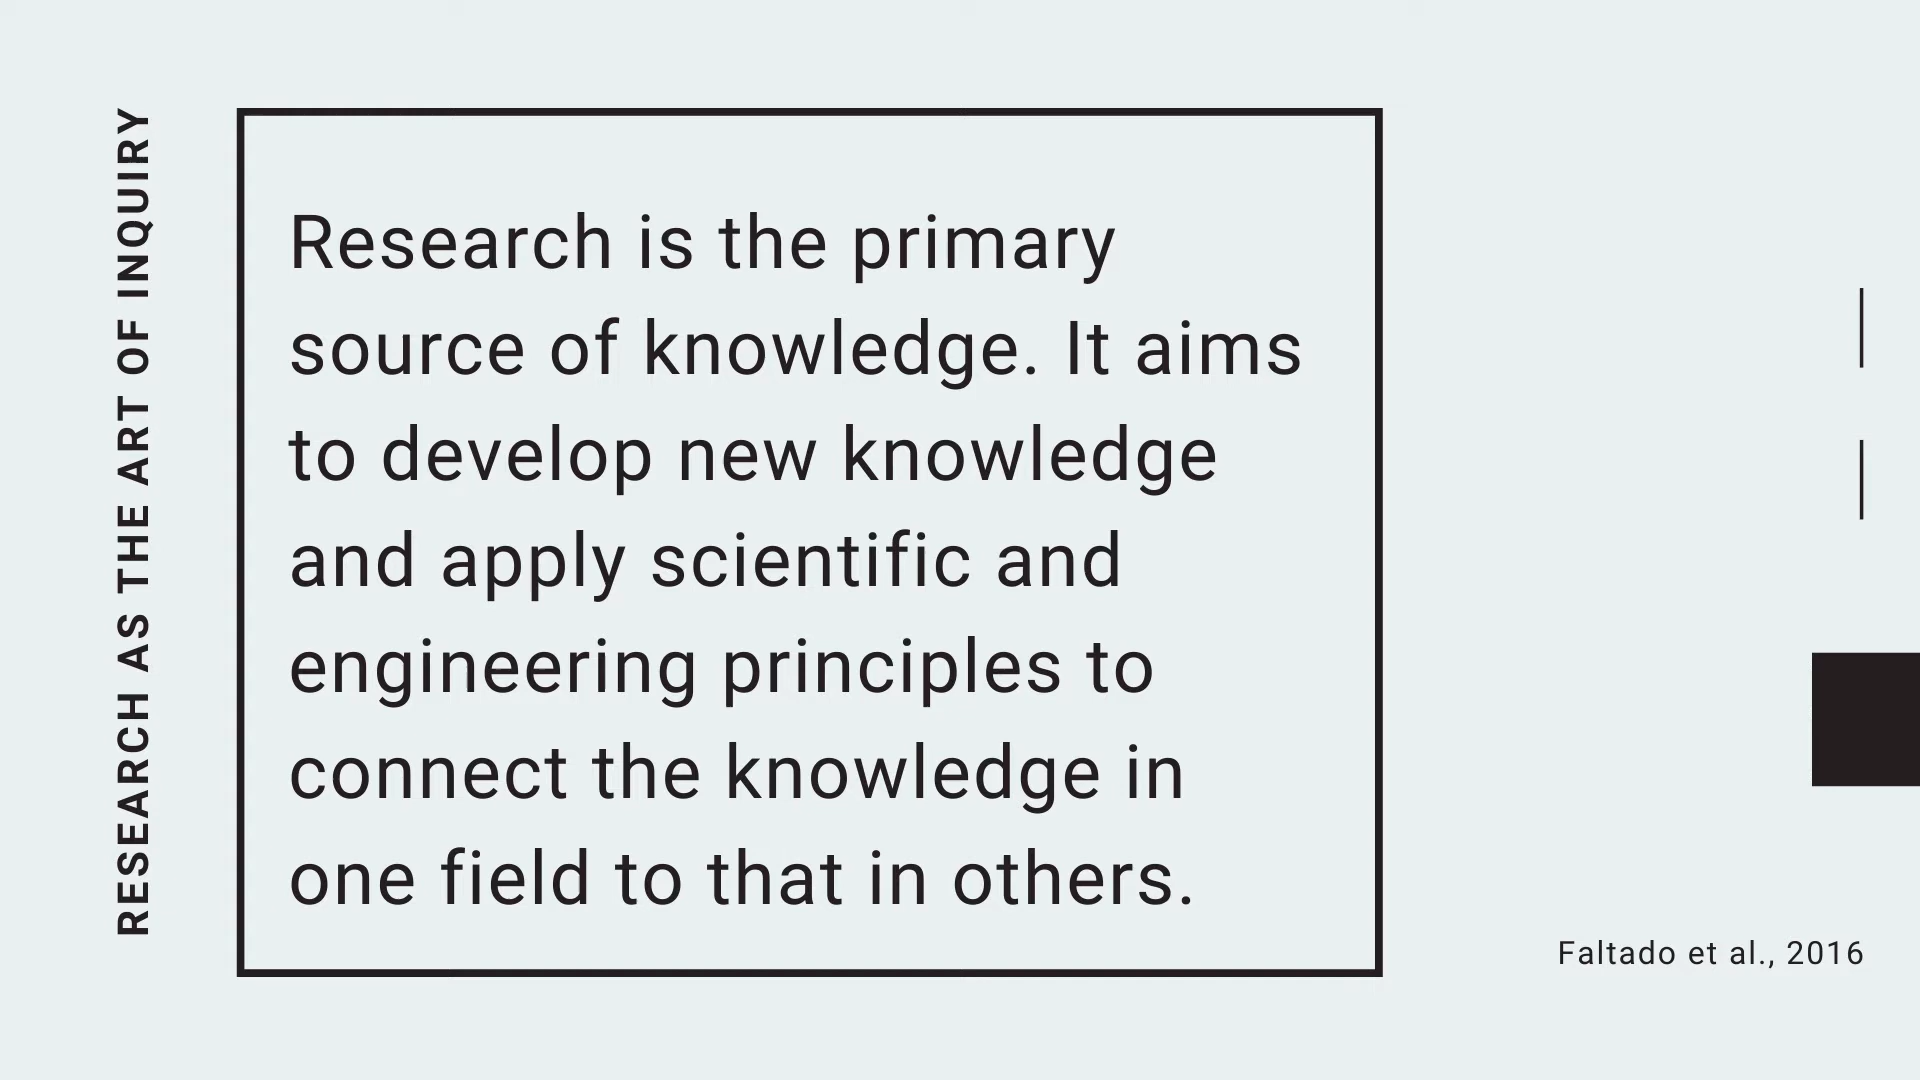 RESEARCH AS THE ART OF INQUIRY
Research is the primary
source of knowledge. It aims
to develop new knowledge
and apply scientific and
engineering principles to
connect the knowledge in
one field to that in others.
Faltado et al., 2016